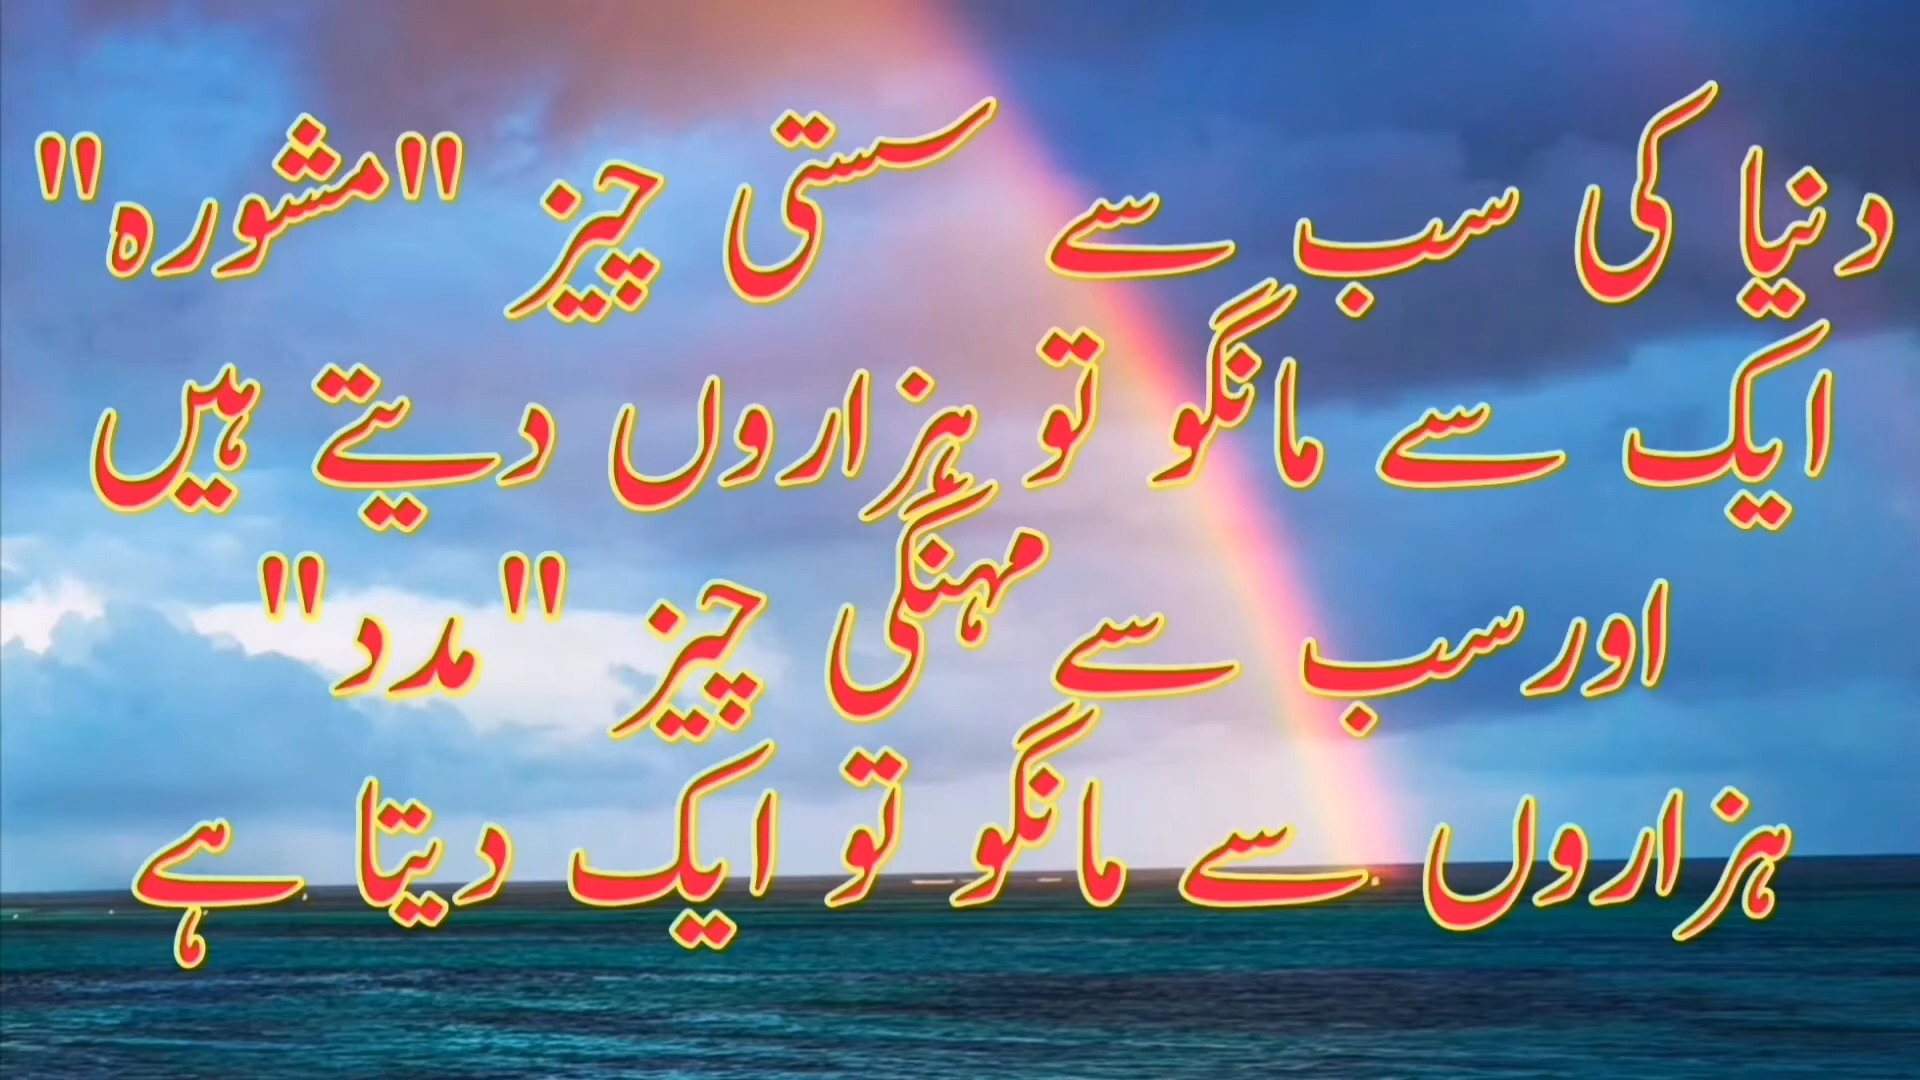 دنیا کی سب سے سستی چیز "مشورہ"
ایک سے مانگو تو ہزاروں دیتے ہیں
اور سب سے مہنگی چیز "مدد"
ہزاروں سے مانگو تو ایک دیتا ہے